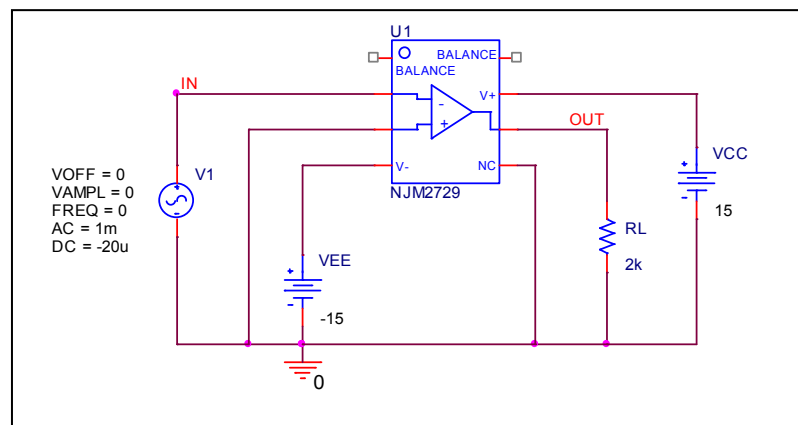 U1
BALANCE
BALANCE
IN
-
+
V+
OUT
V-
NC
NJM2729
VOFF = 0
VAMPL = 0
FREQ = 0
AC = 1m
DC = -20u
V1
+
-
VCC
+
-
15
RL
2k
VEE
+
-
-15
0